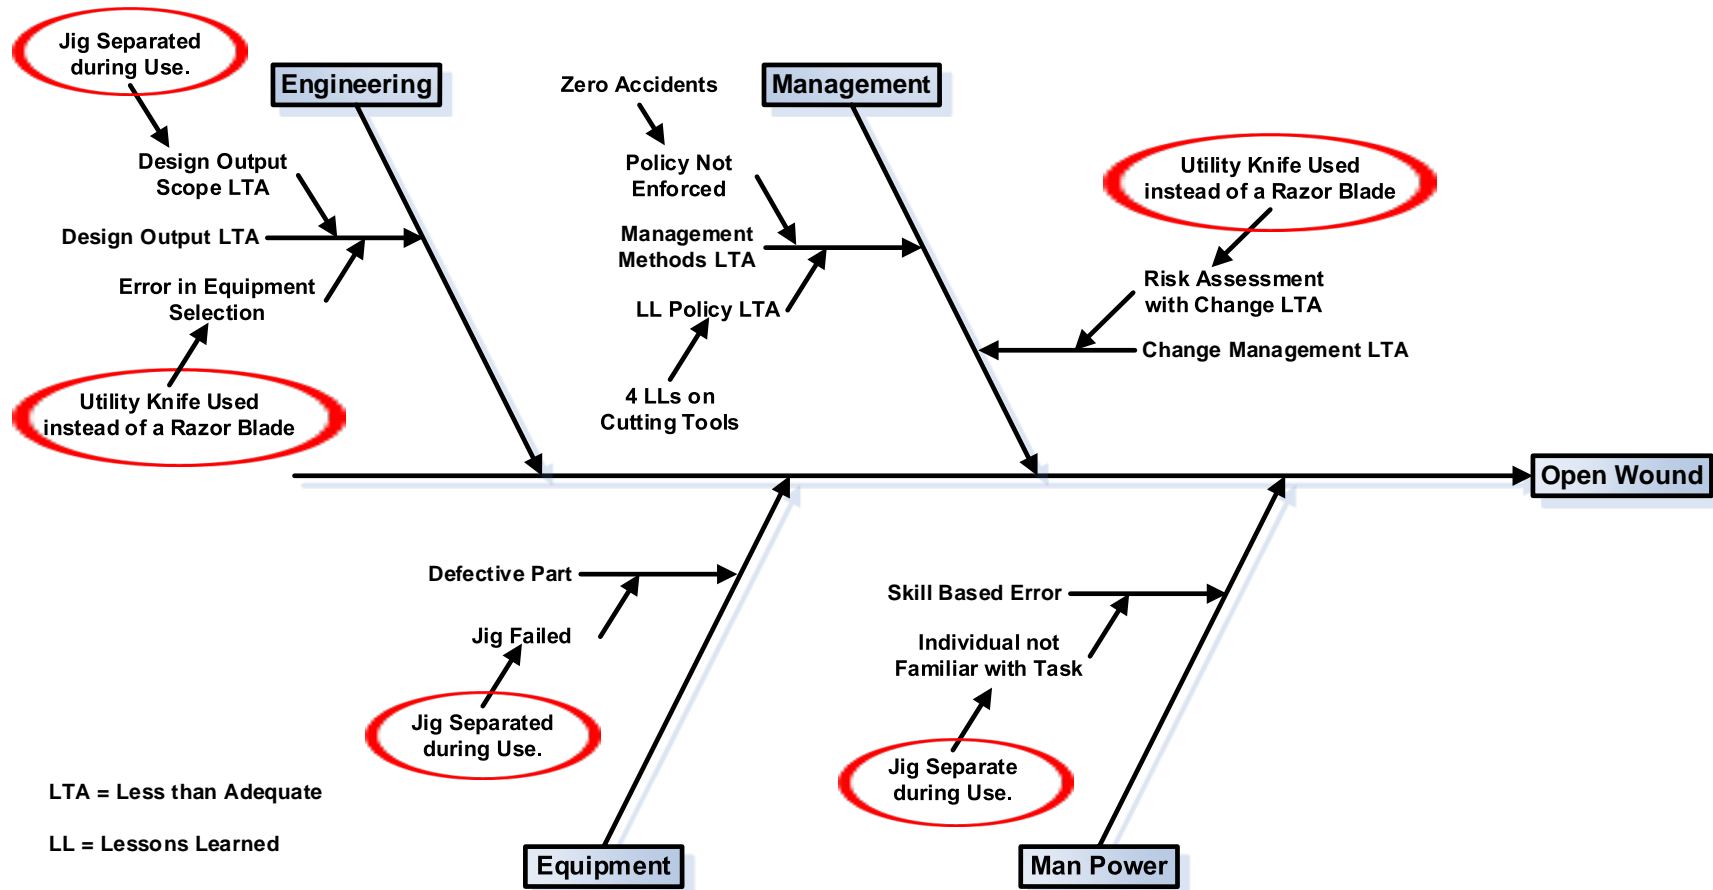 Jig Separated
during Use.
Engineering
Zero Accidents
Management
Design Output
Scope LTA
Policy Not
Enforced
Utility Knife Used
instead of a Razor Blade
Design Output LTA
Management
Methods LTA
Error in Equipment
Selection
LL Policy LTA
Risk Assessment
with Change LTA
Change Management LTA
Utility Knife Used
instead of a Razor Blade
4 LLs on
Cutting Tools
Open Wound
Defective Part
Skill Based Error
Jig Failed
Individual not
Familiar with Task
Jig Separated
during Use.
Jig Separate
during Use.
LTA = Less than Adequate
LL = Lessons Learned
Equipment
Man Power